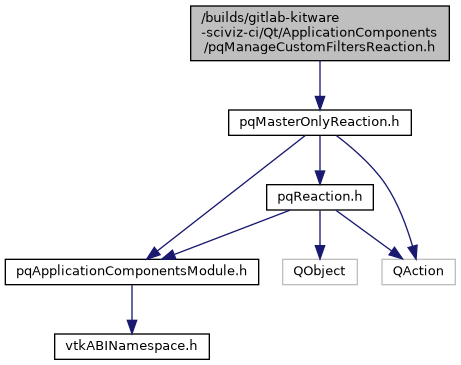 /builds/gitlab-kitware
-sciviz-ci/Qt/ApplicationComponents
/pqManageCustomFiltersReaction.h
pqMasterOnlyReaction.h
pqReaction.h
pqApplicationComponentsModule.h
QObject
QAction
vtkABINamespace.h